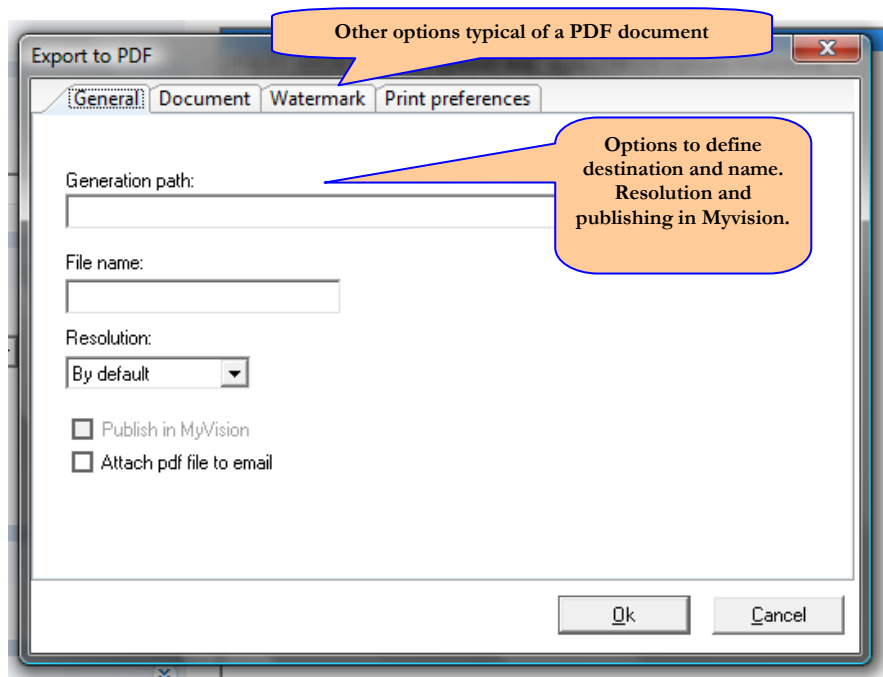 Other options typical of a PDF document
Export to PDF
X
General Document Watermark Print preferences
Options to define
destination and name.
Resolution and
publishing in Myvision.
Generation path:
File name:
Resolution:
By default
Publish in MyVision
Attach pdf file to email
Ok Cancel